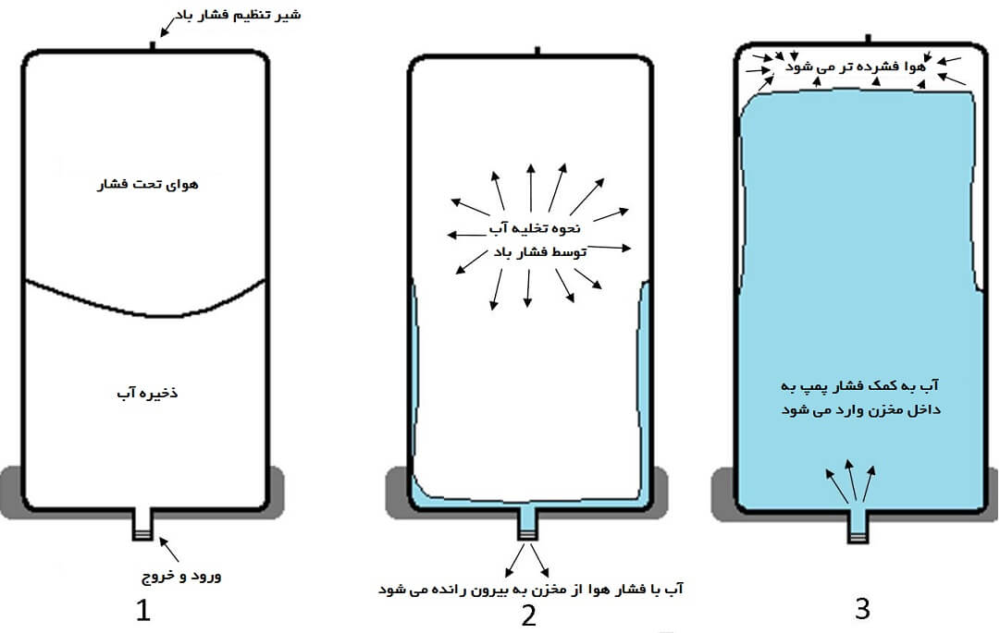 شیر تنظیم فشار باد
هوای تحت فشار
ذخیره آب
ورود و خروج
1
نحوه تخلیه آب
توسط فشار باد
آب با فشار هوا از مخزن به بیرون رانده می شود
2
هوا فشرده تر می شود
آب به کمک فشار پمپ به
داخل مخزن وارد می شود
3